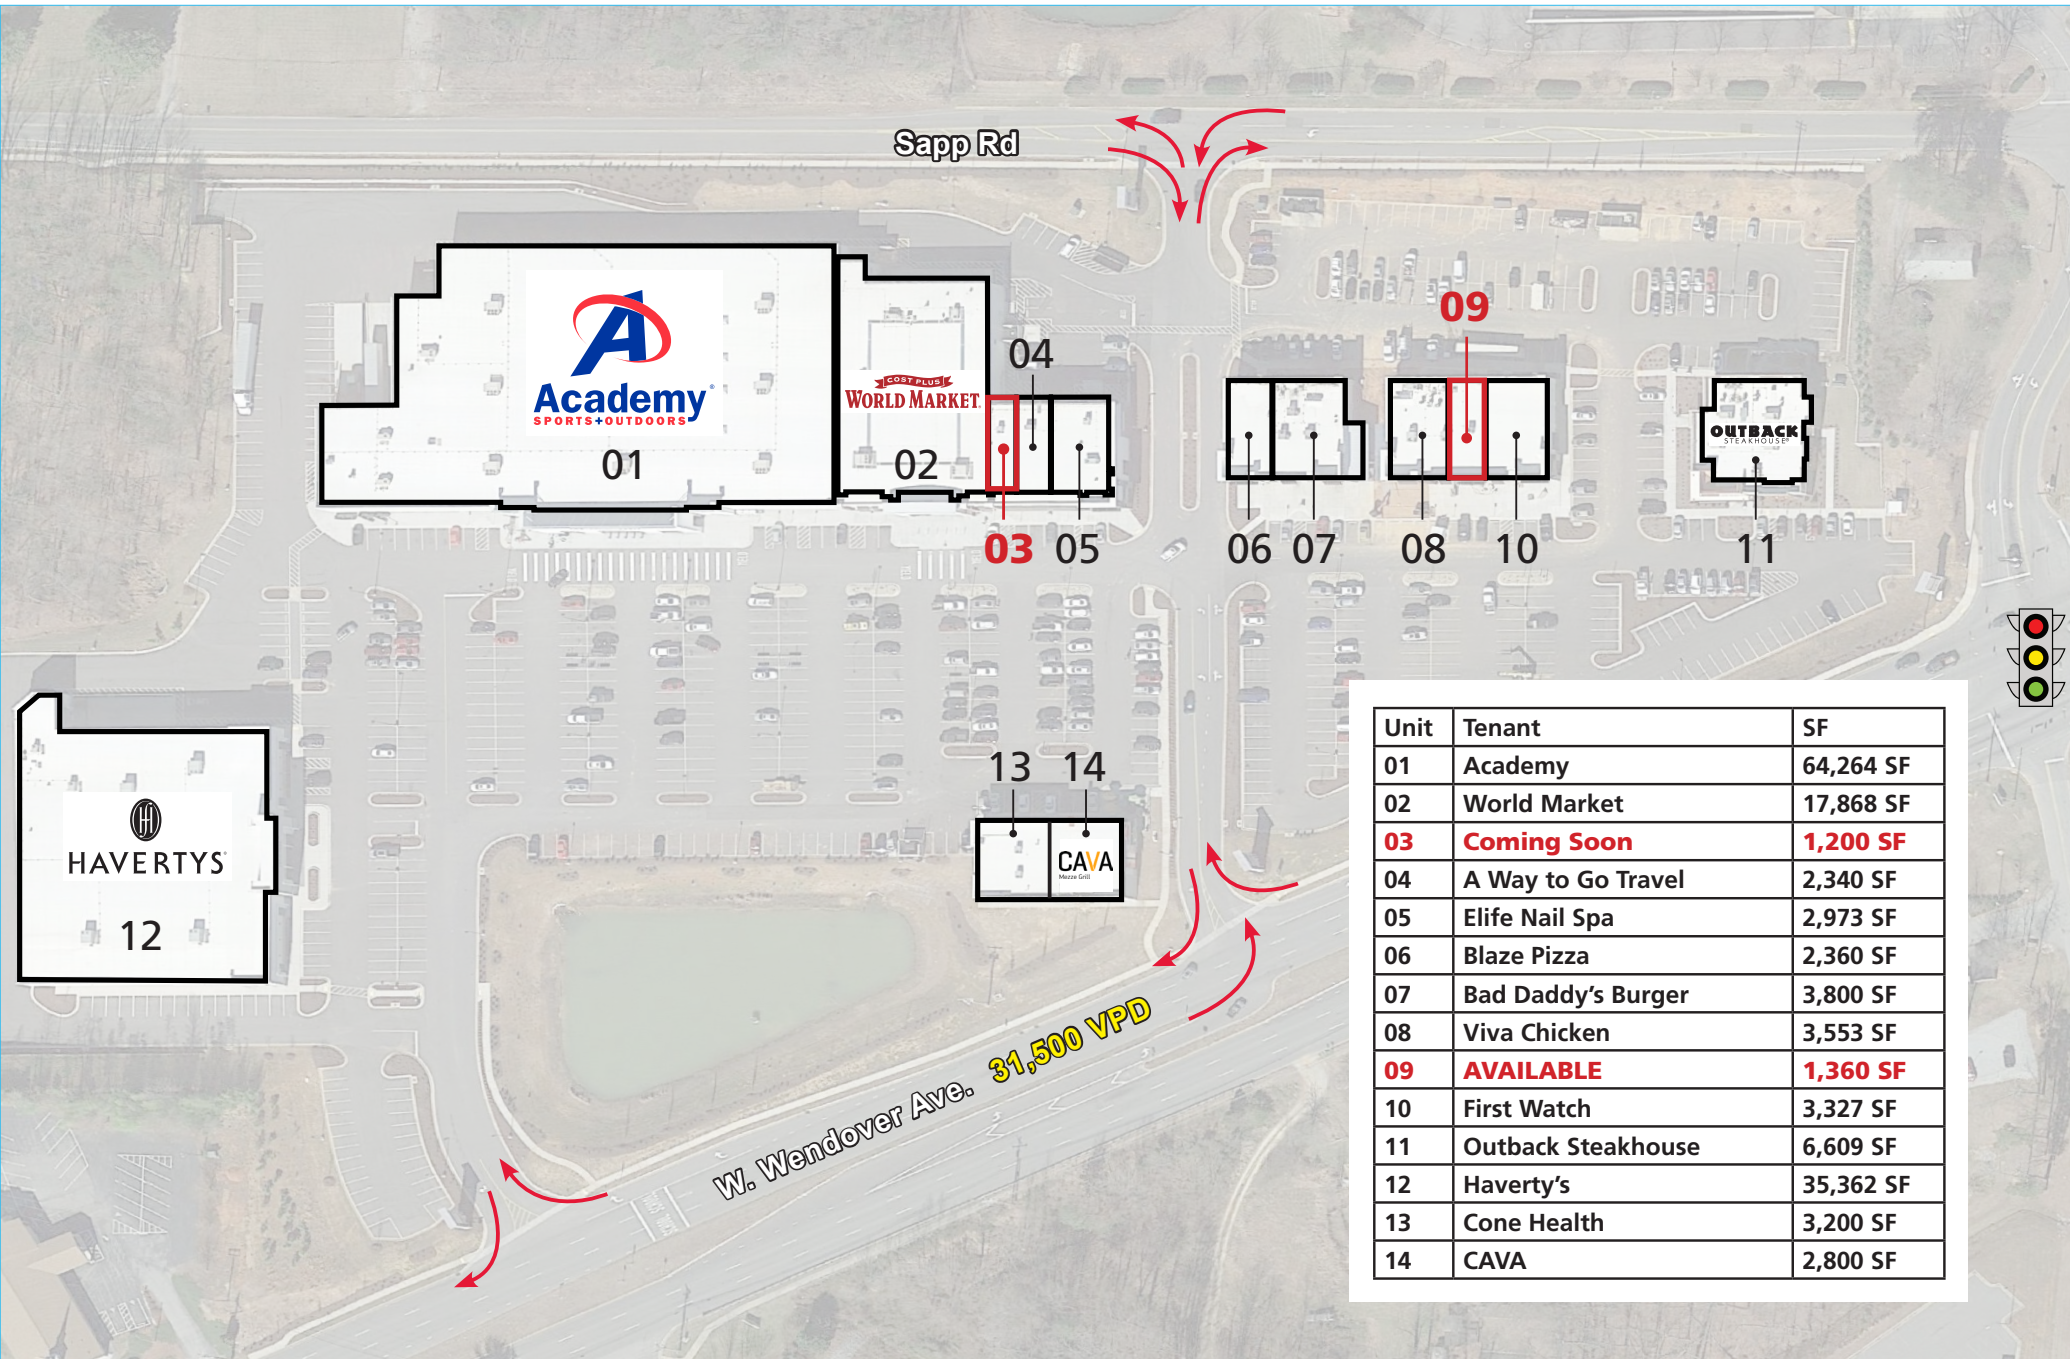 Sapp Rd
09
04
Academy
SPORTS+OUTDOORS
01
COST PLUS
WORLD MARKET
02
OUTBACK
STEAKHOUSE
03 05 06 07 08 10 11
13 14
CAVA
Mezze Grill
HAVERTYS
12
31,500 VPD
W. Wendover Ave.
Unit Tenant SF
01 Academy 64,264 SF
02 World Market 17,868 SF
03 Coming Soon 1,200 SF
04 A Way to Go Travel 2,340 SF
05 Elife Nail Spa 2,973 SF
06 Blaze Pizza 2,360 SF
07 Bad Daddy’s Burger 3,800 SF
08 Viva Chicken 3,553 SF
09 AVAILABLE 1,360 SF
10 First Watch 3,327 SF
11 Outback Steakhouse 6,609 SF
12 Haverty’s 35,362 SF
13 Cone Health 3,200 SF
14 CAVA 2,800 SF